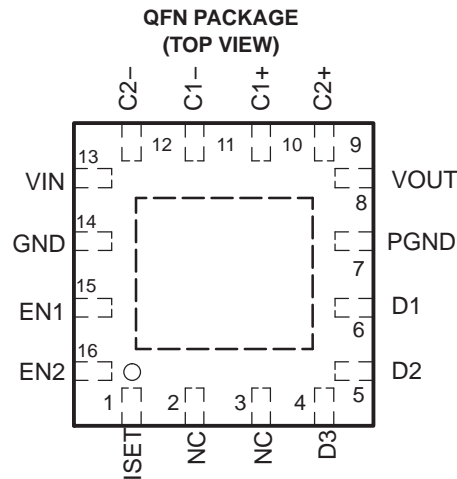 QFN PACKAGE
(TOP VIEW)
C2−
C1−
C1+
C2+
12
11
10
9
13
VIN
VOUT
8
14
GND
PGND
7
15
EN1
D1
6
16
EN2
D2
5
1
2
3
4
ISET
NC
NC
D3